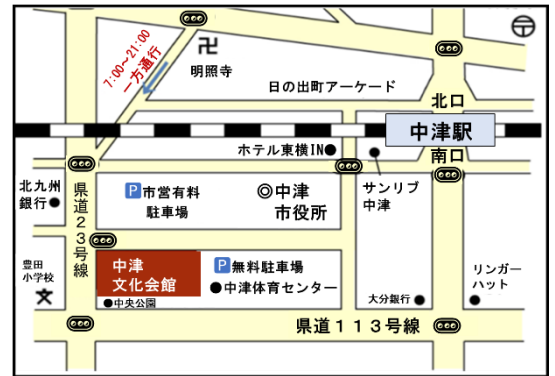 7:00~21:00
一方通行
明照寺
日の出町アーケード
北口
中津駅
南口
ホテル東横IN
サンリブ
中津
北九州
銀行
県道23号線
P市営有料
駐車場
中津
市役所
豊田
小学校
文
中津
文化会館
P無料駐車場
中津体育センター
中央公園
大分銀行
リンガー
ハット
県道113号線